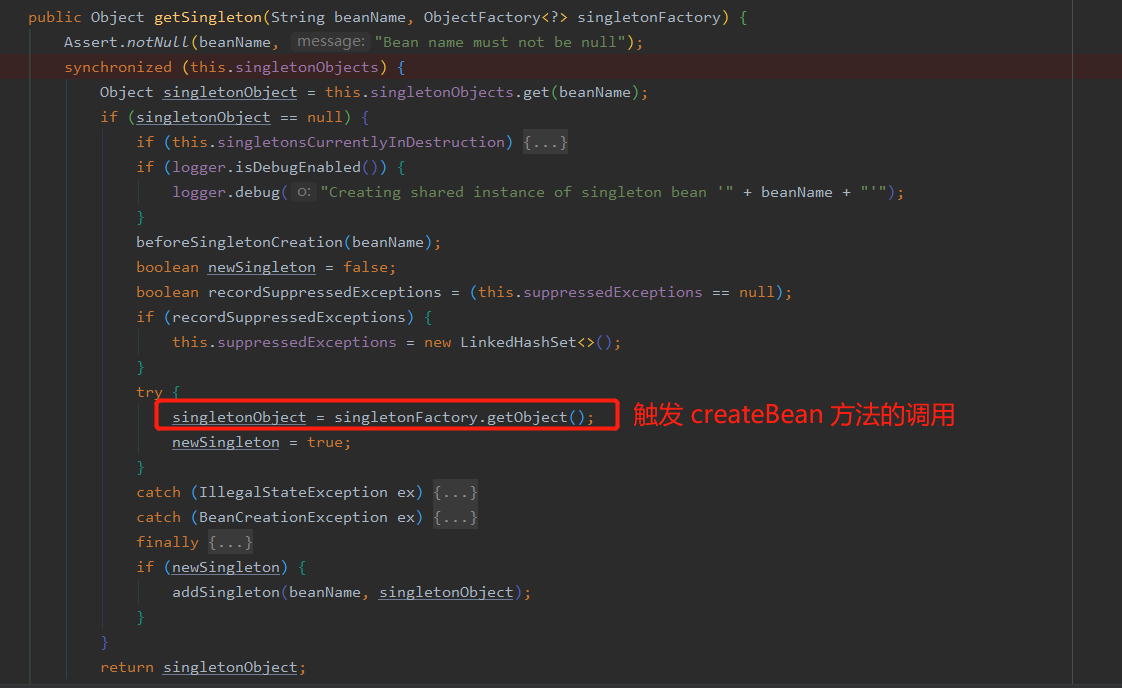 public Object getSingleton(String beanName, ObjectFactory<?> singletonFactory) {
Assert.notNull(beanName, message: "Bean name must not be null");
synchronized (this.singletonObjects) {
Object singletonObject = this.singletonObjects.get(beanName);
if (singletonObject == null) {
if (this.singletonsCurrentlyInDestruction) {...}
if (logger.isDebugEnabled()) {
logger.debug( o: "Creating shared instance of singleton bean '" + beanName + "'");
}
beforeSingletonCreation(beanName);
boolean newSingleton = false;
boolean recordSuppressedExceptions = (this.suppressedExceptions == null);
if (recordSuppressedExceptions) {
this.suppressedExceptions = new LinkedHashSet<>();
}
try {
singletonObject = singletonFactory.getObject(); 触发 createBean 方法的调用
newSingleton = true;
}
catch (IllegalStateException ex) {...}
catch (BeanCreationException ex) {...}
finally {...}
if (newSingleton) {
addSingleton(beanName, singletonObject);
}
}
return singletonObject;